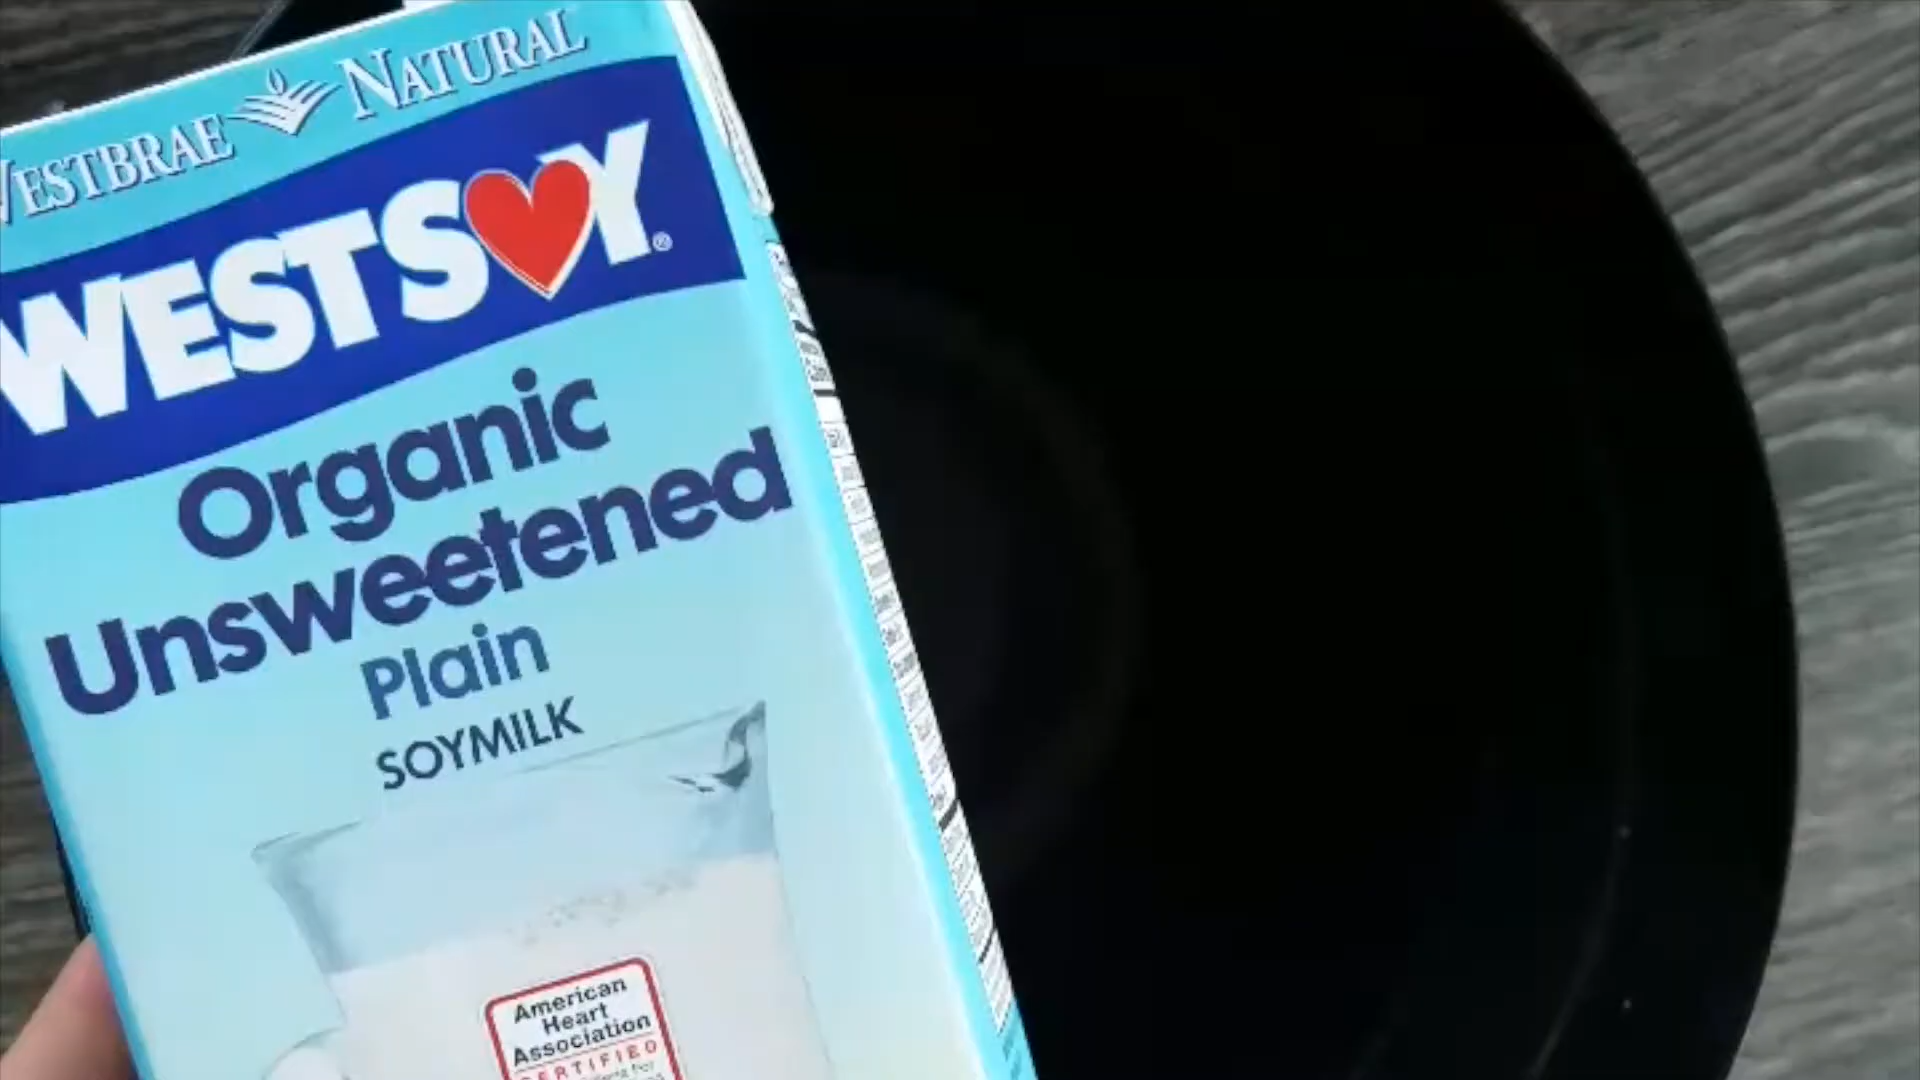 WESTBRAE NATURAL
WESTSOY®
Organic
Unsweetened
Plain
SOYMILK
American
Heart
Association
CERTIFIED